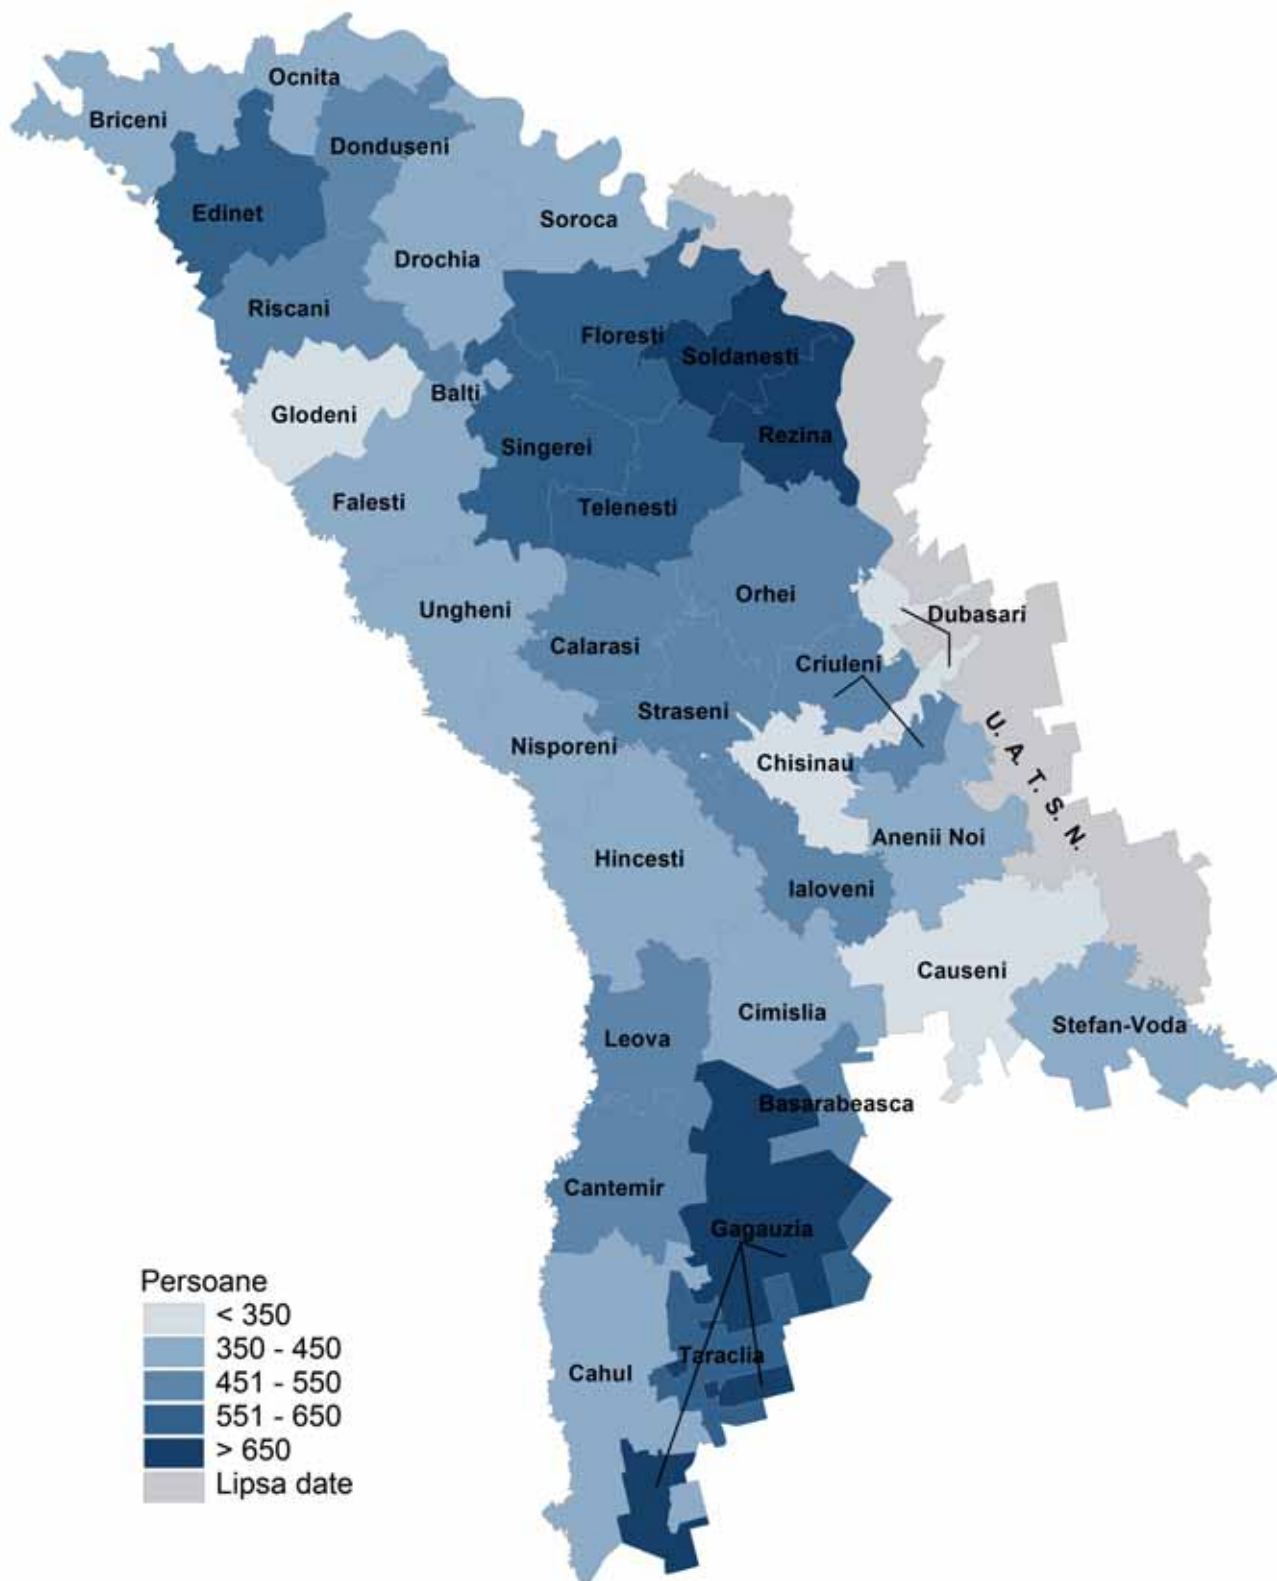 Ocnita
Briceni
Donduseni
Edinet
Soroca
Drochia
Riscani
Floresti
Soldanesti
Balti
Glodeni
Rezina
Singerei
Falesti
Telenesti
Orhei
Ungheni
Dubasari
Calarasi
Criuleni
Straseni
U. A. T. S. N.
Nisporeni
Chisinau
Anenii Noi
Hincesti
Ialoveni
Causeni
Cimislia
Stefan-Voda
Leova
Basarabeasca
Cantemir
Gagauzia
Taraclia
Cahul
Persoane
< 350
350 - 450
451 - 550
551 - 650
> 650
Lipsa date